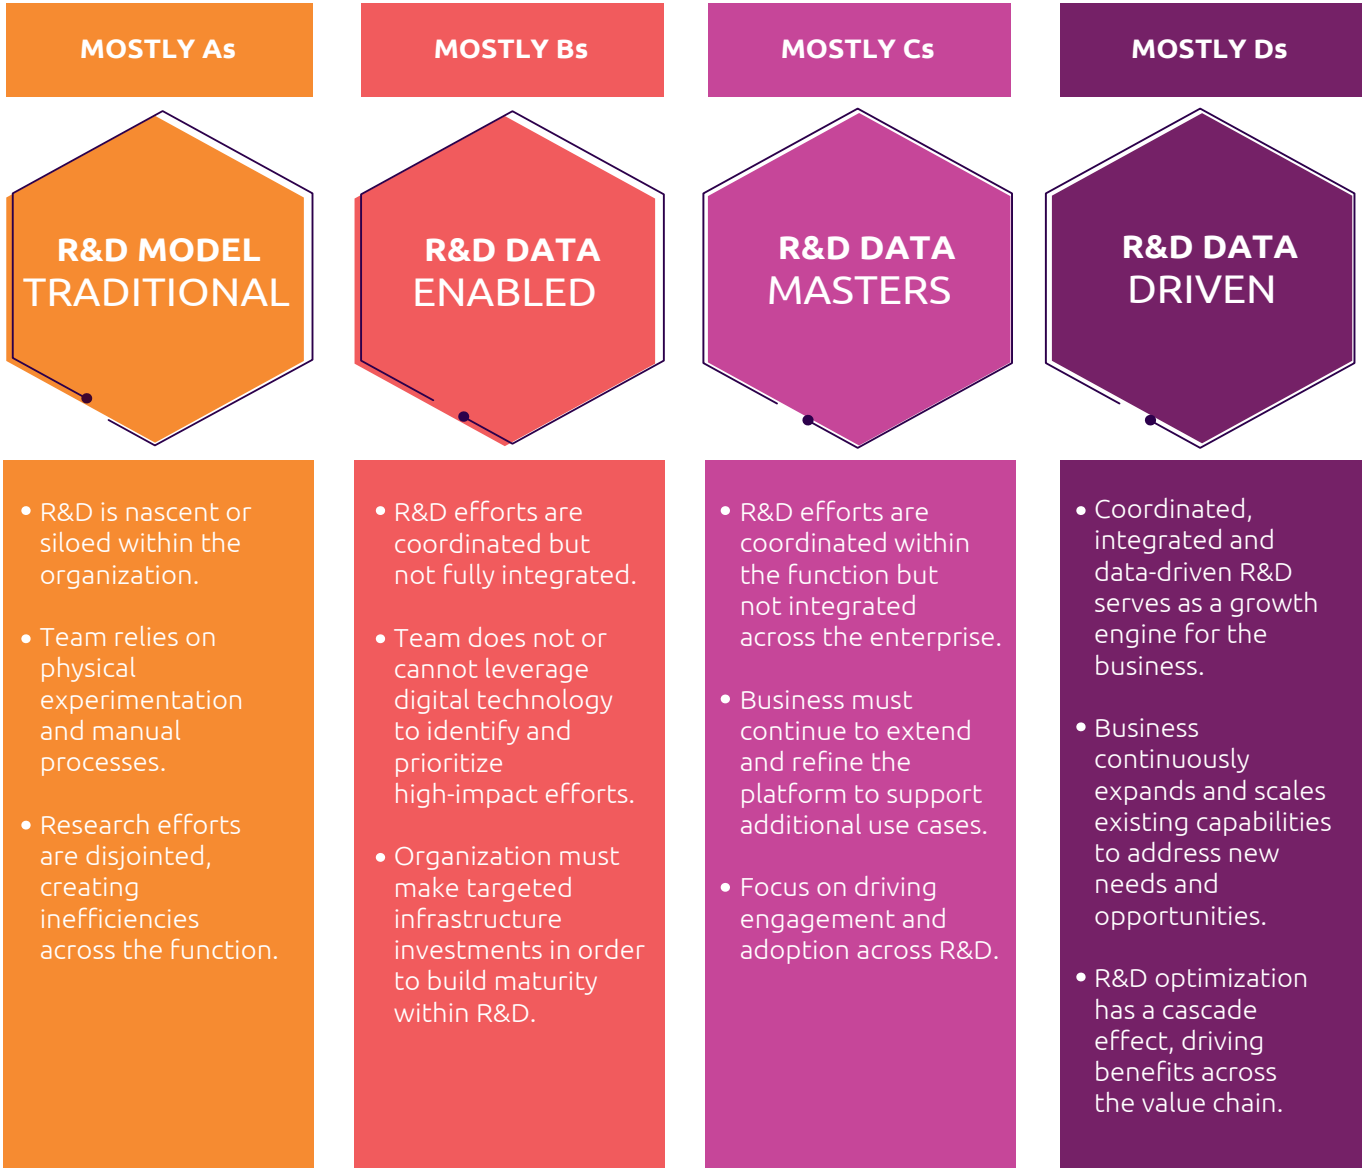 MOSTLY As
R&D MODEL
TRADITIONAL
• R&D is nascent or
siloed within the
organization.
• Team relies on
physical
experimentation
and manual
processes.
• Research efforts
are disjointed,
creating
inefficiencies
across the function.
MOSTLY Bs
R&D DATA
ENABLED
• R&D efforts are
coordinated but
not fully integrated.
• Team does not or
cannot leverage
digital technology
to identify and
prioritize
high-impact efforts.
• Organization must
make targeted
infrastructure
investments in order
to build maturity
within R&D.
MOSTLY Cs
R&D DATA
MASTERS
• R&D efforts are
coordinated within
the function but
not integrated
across the enterprise.
• Business must
continue to extend
and refine the
platform to support
additional use cases.
• Focus on driving
engagement and
adoption across R&D.
MOSTLY Ds
R&D DATA
DRIVEN
• Coordinated,
integrated and
data-driven R&D
serves as a growth
engine for the
business.
• Business
continuously
expands and scales
existing capabilities
to address new
needs and
opportunities.
• R&D optimization
has a cascade
effect, driving
benefits across
the value chain.